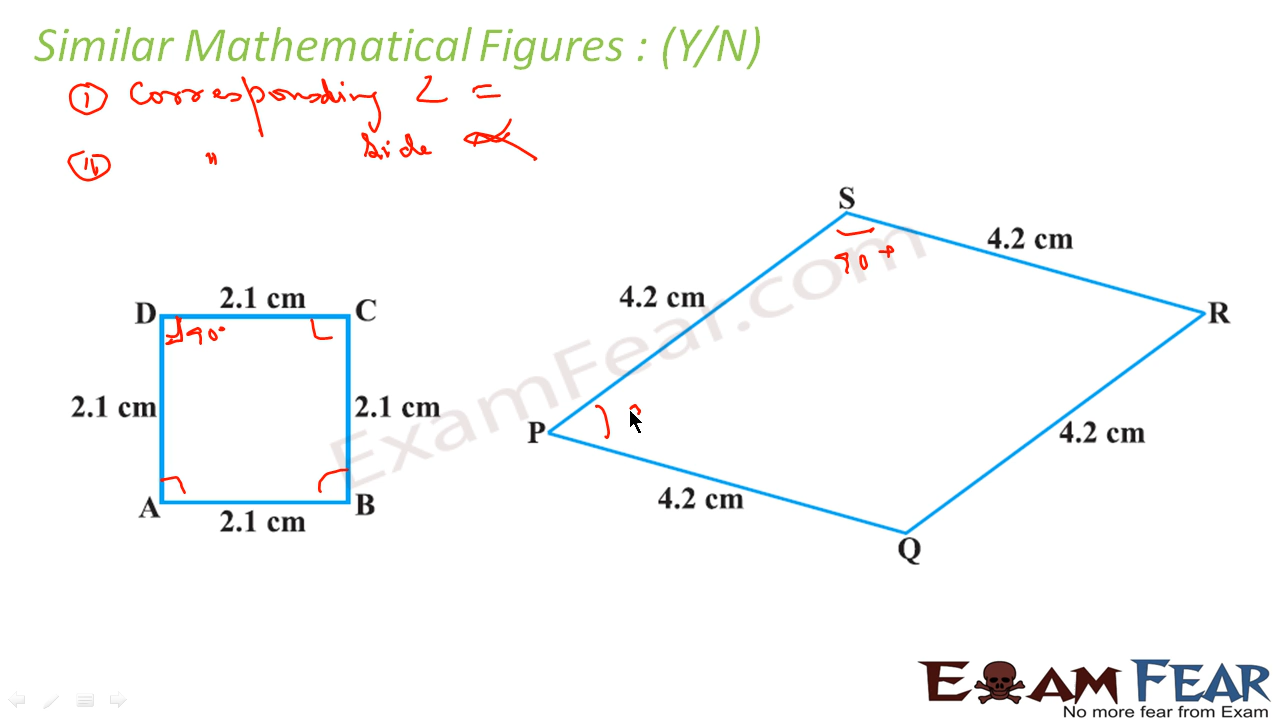 Similar Mathematical Figures : (Y/N)
① Corresponding ∠ =
② " Side ∝
S
4.2 cm
4.2 cm
R
D
2.1 cm
C
90°
90+
2.1 cm
2.1 cm
ExamFear.com
P
4.2 cm
4.2 cm
A
B
2.1 cm
Q
EXAM FEAR
No more fear from Exam